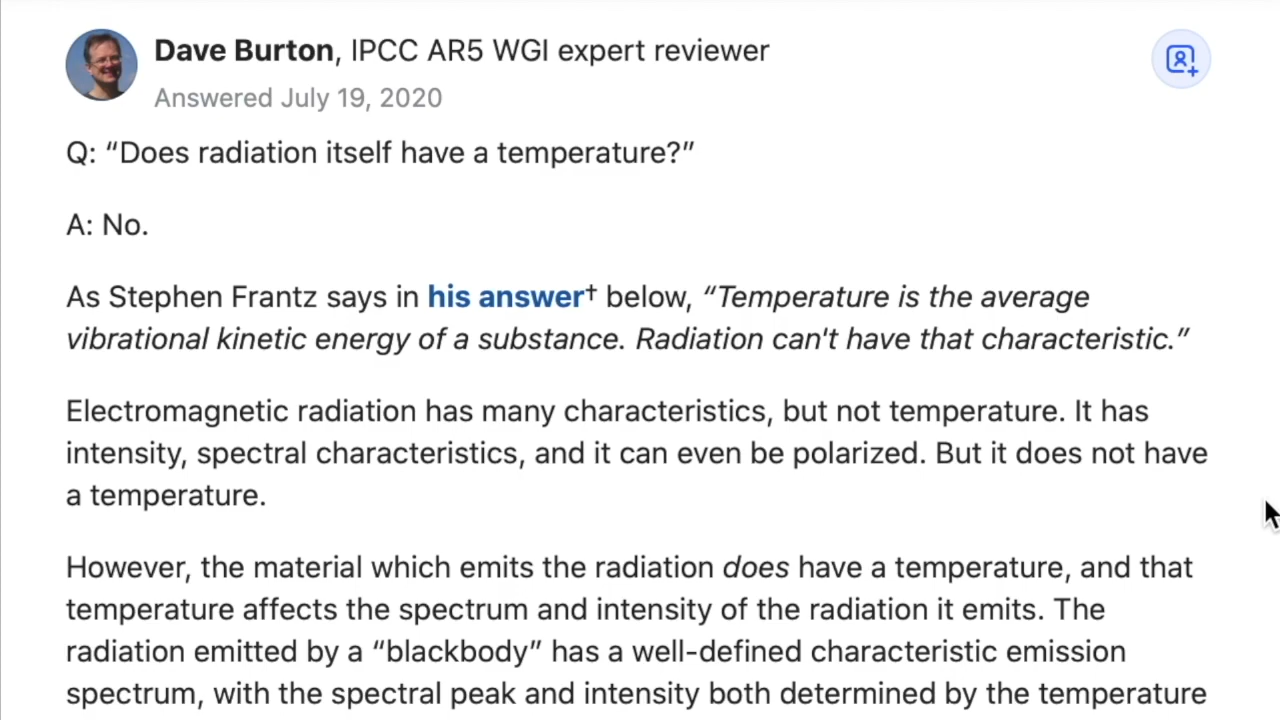 Dave Burton, IPCC AR5 WGI expert reviewer
Answered July 19, 2020
Q: “Does radiation itself have a temperature?”
A: No.
As Stephen Frantz says in his answer† below, “Temperature is the average
vibrational kinetic energy of a substance. Radiation can't have that characteristic.”
Electromagnetic radiation has many characteristics, but not temperature. It has
intensity, spectral characteristics, and it can even be polarized. But it does not have
a temperature.
However, the material which emits the radiation does have a temperature, and that
temperature affects the spectrum and intensity of the radiation it emits. The
radiation emitted by a “blackbody” has a well-defined characteristic emission
spectrum, with the spectral peak and intensity both determined by the temperature